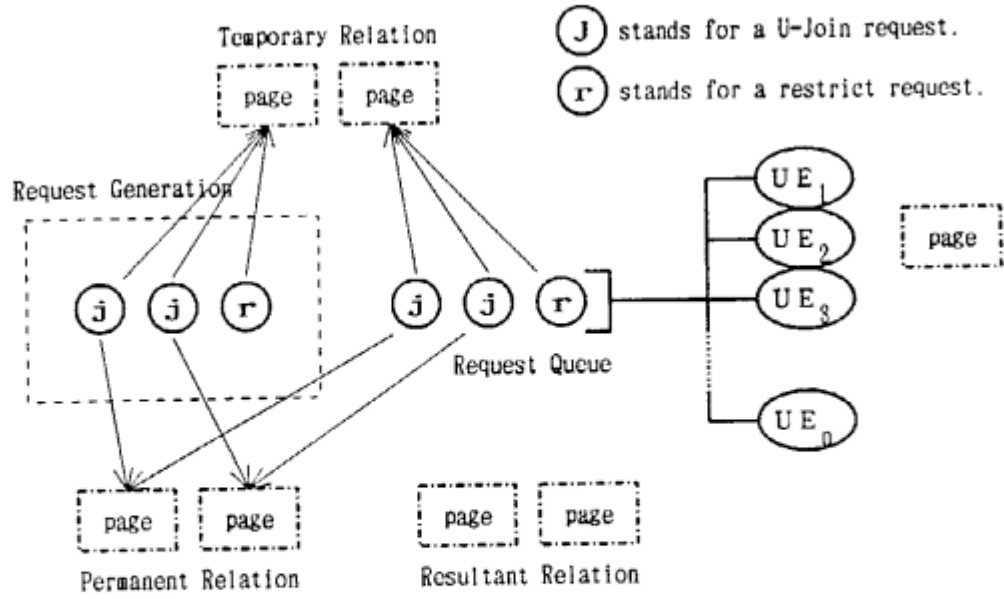 Temporary Relation
J stands for a U-Join request.
r stands for a restrict request.
page page
Request Generation
UE1
UE2
page
UE3
j j r j j r
Request Queue
UEn
page page page page
Permanent Relation Resultant Relation